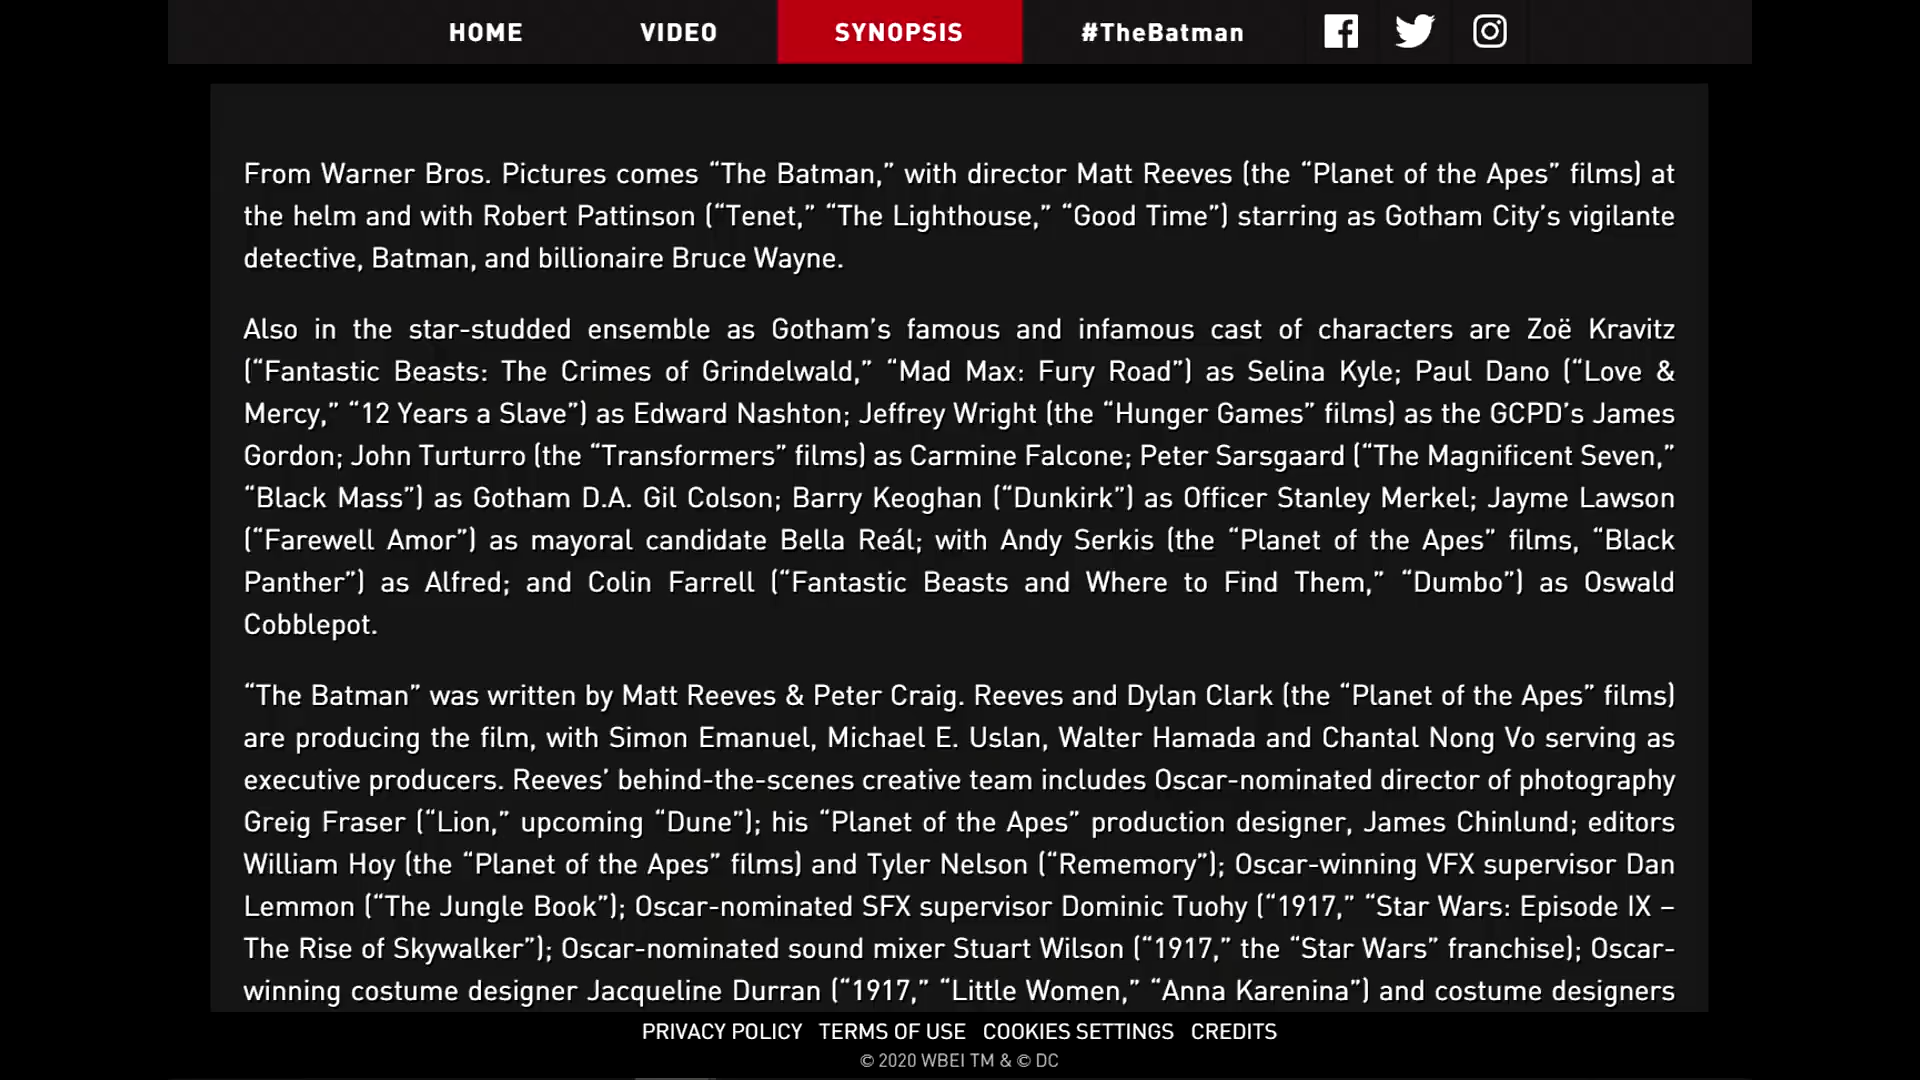 HOME VIDEO SYNOPSIS #TheBatman
From Warner Bros. Pictures comes “The Batman,” with director Matt Reeves (the “Planet of the Apes” films) at
the helm and with Robert Pattinson (“Tenet,” “The Lighthouse,” “Good Time”) starring as Gotham City’s vigilante
detective, Batman, and billionaire Bruce Wayne.
Also in the star-studded ensemble as Gotham’s famous and infamous cast of characters are Zoë Kravitz
(“Fantastic Beasts: The Crimes of Grindelwald,” “Mad Max: Fury Road”) as Selina Kyle; Paul Dano (“Love &
Mercy,” “12 Years a Slave”) as Edward Nashton; Jeffrey Wright (the “Hunger Games” films) as the GCPD’s James
Gordon; John Turturro (the “Transformers” films) as Carmine Falcone; Peter Sarsgaard (“The Magnificent Seven,”
“Black Mass”) as Gotham D.A. Gil Colson; Barry Keoghan (“Dunkirk”) as Officer Stanley Merkel; Jayme Lawson
(“Farewell Amor”) as mayoral candidate Bella Reál; with Andy Serkis (the “Planet of the Apes” films, “Black
Panther”) as Alfred; and Colin Farrell (“Fantastic Beasts and Where to Find Them,” “Dumbo”) as Oswald
Cobblepot.
“The Batman” was written by Matt Reeves & Peter Craig. Reeves and Dylan Clark (the “Planet of the Apes” films)
are producing the film, with Simon Emanuel, Michael E. Uslan, Walter Hamada and Chantal Nong Vo serving as
executive producers. Reeves’ behind-the-scenes creative team includes Oscar-nominated director of photography
Greig Fraser (“Lion,” upcoming “Dune”); his “Planet of the Apes” production designer, James Chinlund; editors
William Hoy (the “Planet of the Apes” films) and Tyler Nelson (“Rememory”); Oscar-winning VFX supervisor Dan
Lemmon (“The Jungle Book”); Oscar-nominated SFX supervisor Dominic Tuohy (“1917,” “Star Wars: Episode IX –
The Rise of Skywalker”); Oscar-nominated sound mixer Stuart Wilson (“1917,” the “Star Wars” franchise); Oscar-
winning costume designer Jacqueline Durran (“1917,” “Little Women,” “Anna Karenina”) and costume designers
PRIVACY POLICY TERMS OF USE COOKIES SETTINGS CREDITS
© 2020 WBEI TM & © DC